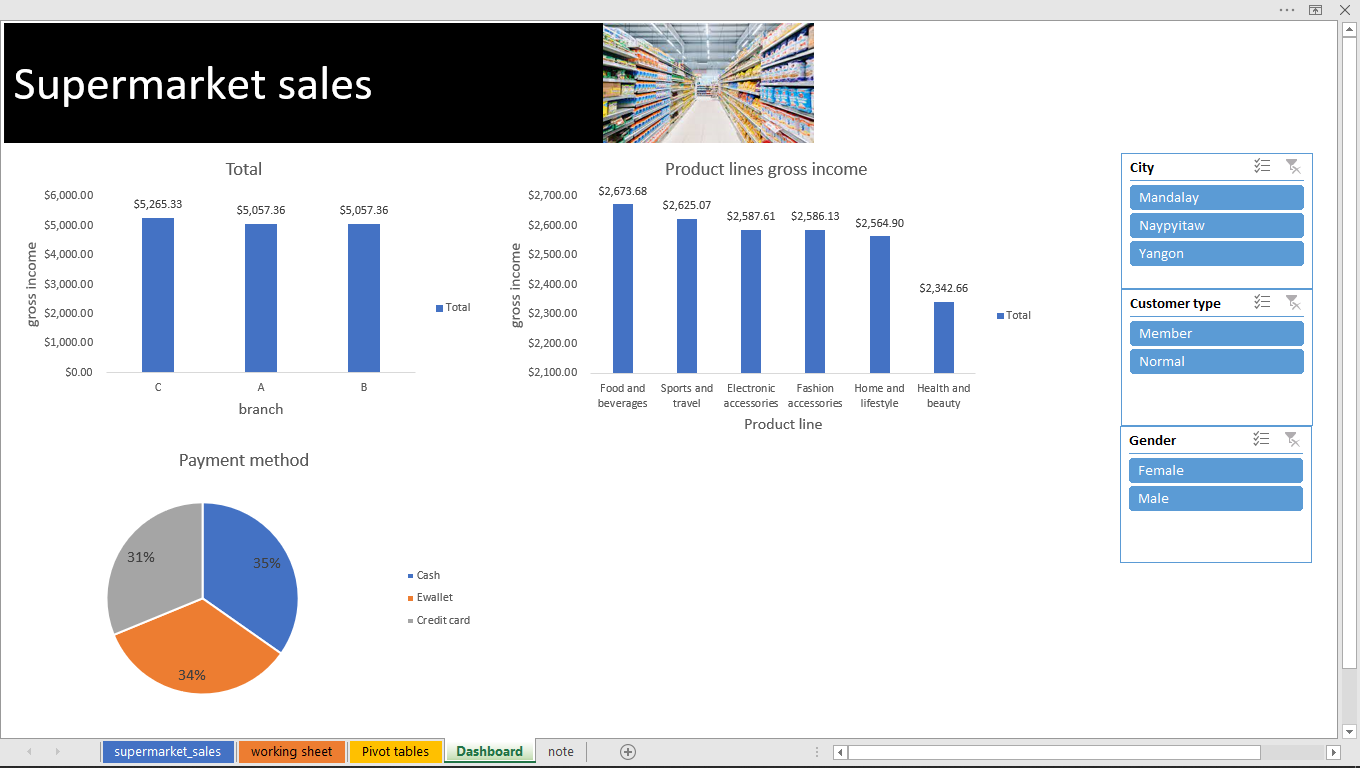 Supermarket sales
Total
$6,000.00
$5,000.00
$4,000.00
$3,000.00
$2,000.00
$1,000.00
$0.00
gross income
$5,265.33
$5,057.36
$5,057.36
C
A
B
branch
Total
Product lines gross income
$2,700.00
$2,600.00
$2,500.00
$2,400.00
$2,300.00
$2,200.00
$2,100.00
gross income
$2,673.68
$2,625.07
$2,587.61
$2,586.13
$2,564.90
$2,342.66
Food and
beverages
Sports and
travel
Electronic
accessories
Fashion
accessories
Home and
lifestyle
Health and
beauty
Product line
Total
City
Mandalay
Naypyitaw
Yangon
Customer type
Member
Normal
Gender
Female
Male
Payment method
31%
35%
34%
Cash
Ewallet
Credit card
supermarket_sales
working sheet
Pivot tables
Dashboard
note